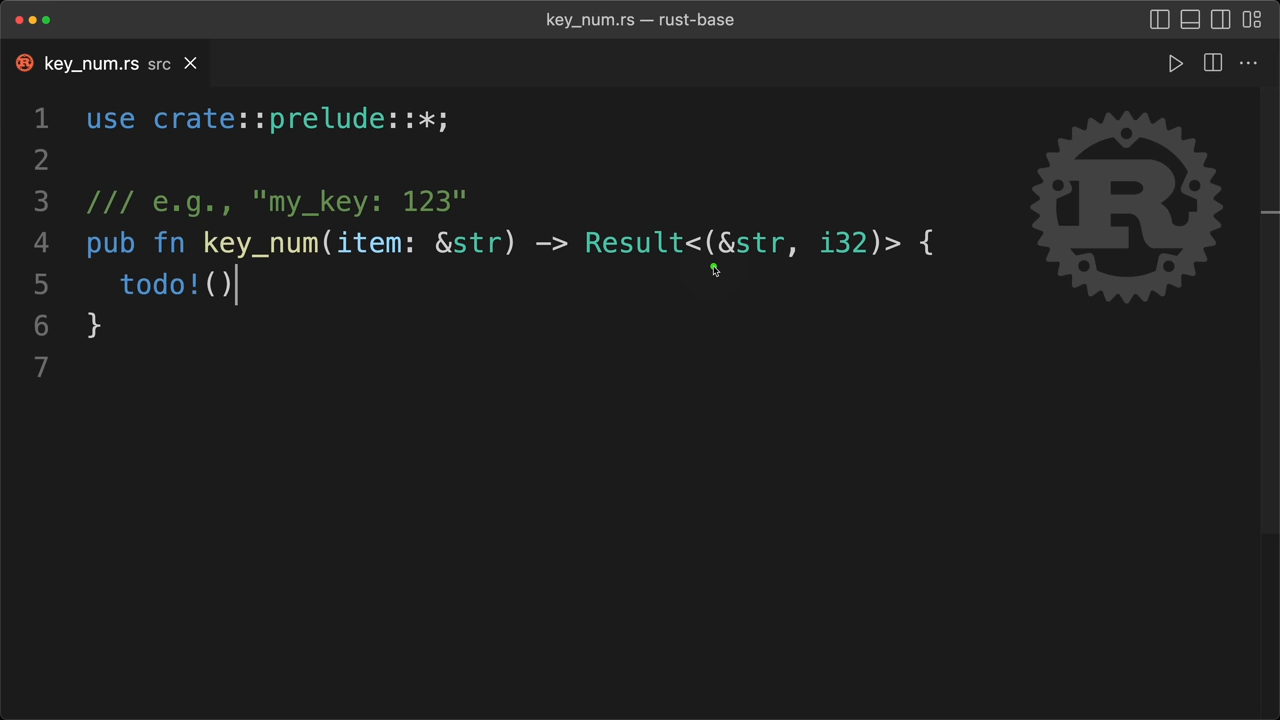 key_num.rs — rust-base
key_num.rs src
1 use crate::prelude::*;
2
3 /// e.g., "my_key: 123"
4 pub fn key_num(item: &str) -> Result<(&str, i32)> {
5   todo!()
6 }
7
R